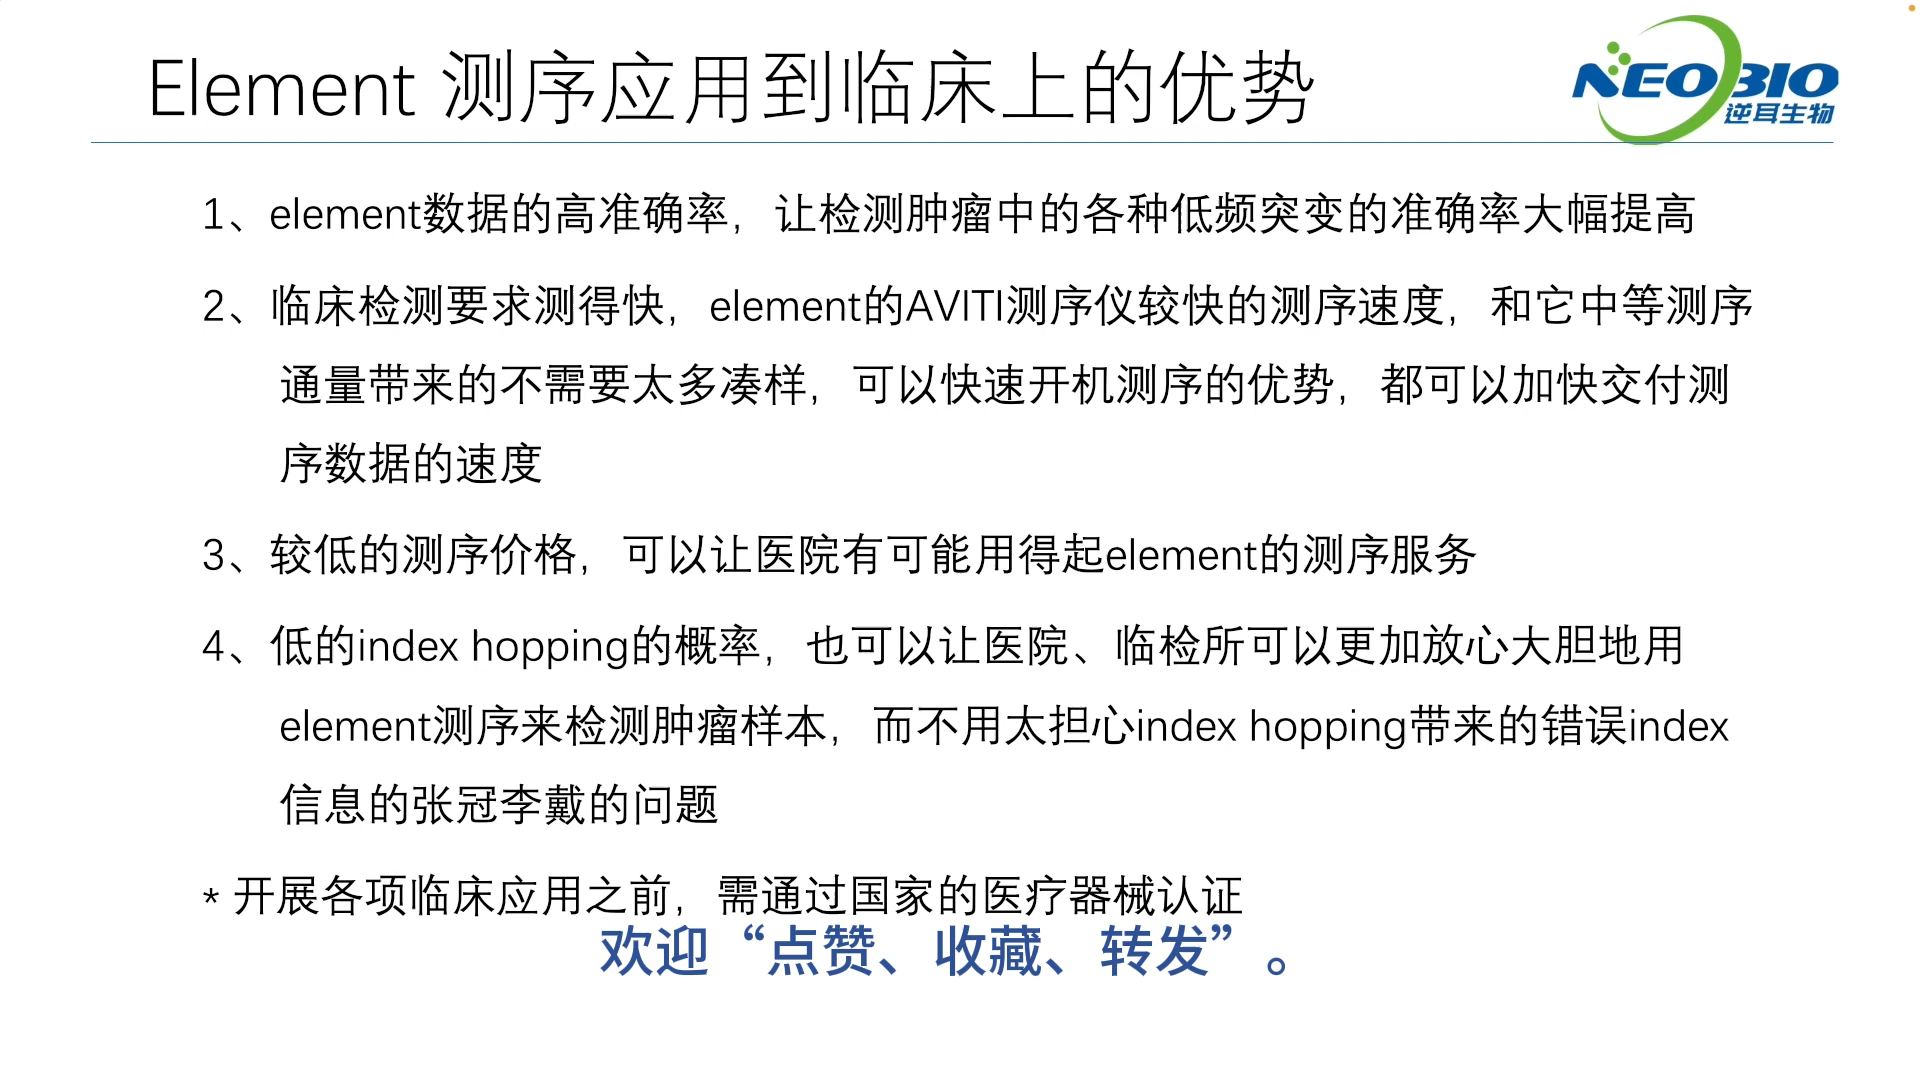 Element 测序应用到临床上的优势
NEOBIO
逆耳生物
1、element数据的高准确率，让检测肿瘤中的各种低频突变的准确率大幅提高
2、临床检测要求测得快，element的AVITI测序仪较快的测序速度，和它中等测序
通量带来的不需要太多凑样，可以快速开机测序的优势，都可以加快交付测
序数据的速度
3、较低的测序价格，可以让医院有可能用得起element的测序服务
4、低的index hopping的概率，也可以让医院、临检所可以更加放心大胆地用
element测序来检测肿瘤样本，而不用太担心index hopping带来的错误index
信息的张冠李戴的问题
* 开展各项临床应用之前，需通过国家的医疗器械认证
欢迎“点赞、收藏、转发”。